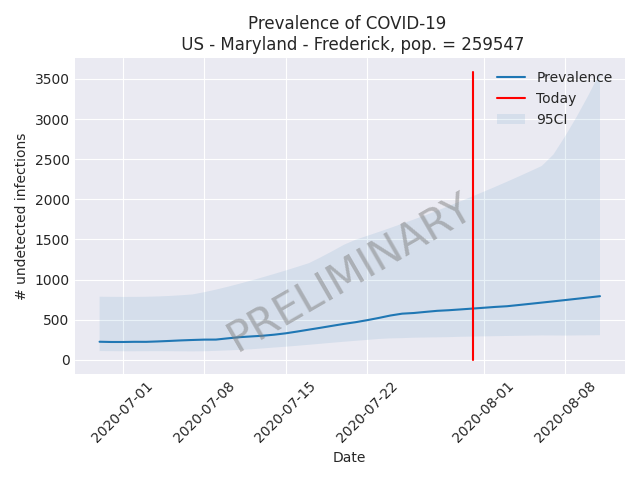 Prevalence of COVID-19
US - Maryland - Frederick, pop. = 259547
Prevalence
Today
95CI
3500
3000
2500
2000
1500
1000
500
0
# undetected infections
PRELIMINARY
2020-07-01
2020-07-08
2020-07-15
2020-07-22
2020-08-01
2020-08-08
Date